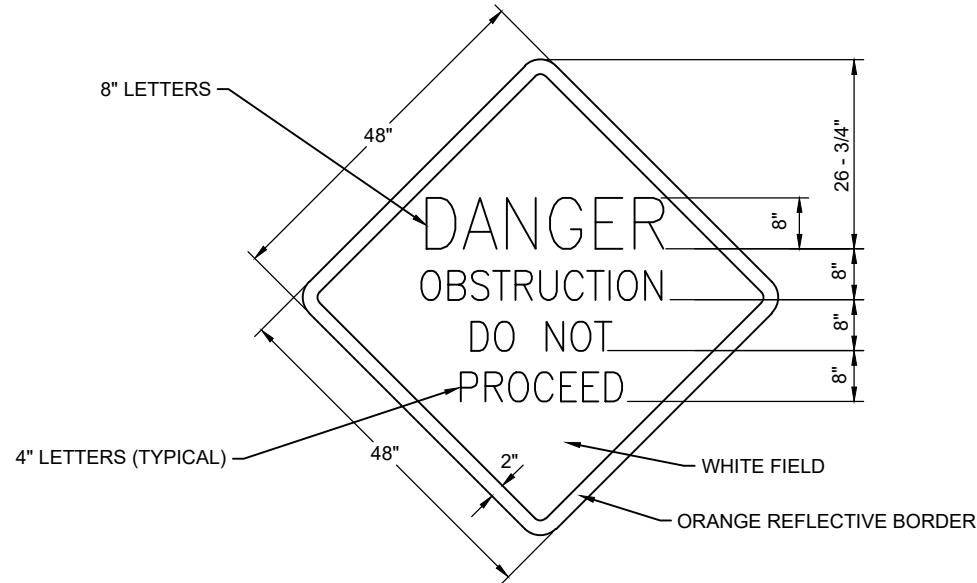 8" LETTERS
48"
26 - 3/4"
8"
DANGER
8"
OBSTRUCTION
8"
DO NOT
8"
PROCEED
4" LETTERS (TYPICAL)
48"
2"
WHITE FIELD
ORANGE REFLECTIVE BORDER